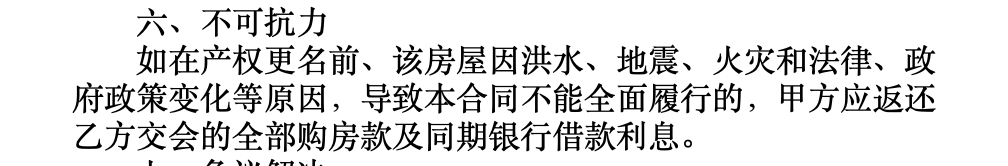 六、不可抗力
如在产权更名前、该房屋因洪水、地震、火灾和法律、政
府政策变化等原因，导致本合同不能全面履行的，甲方应返还
乙方交会的全部购房款及同期银行借款利息。